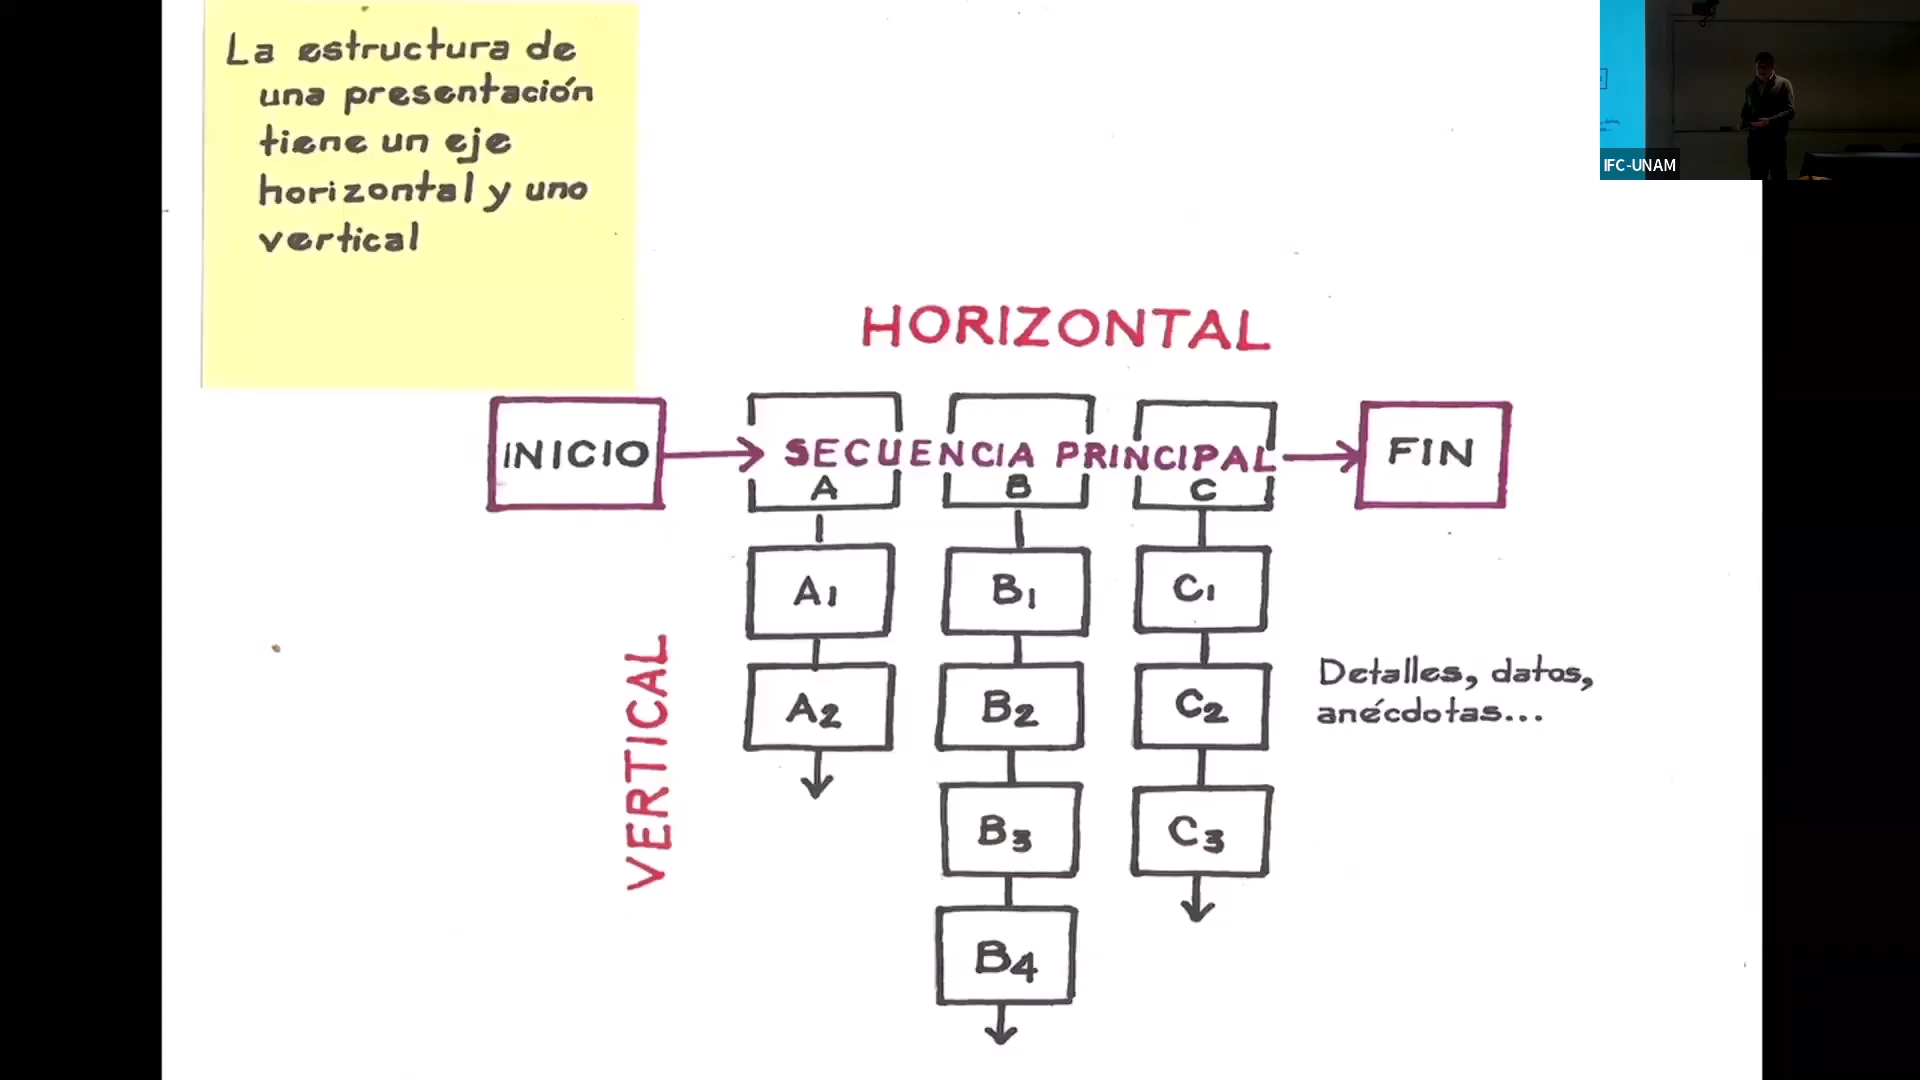 La estructura de
una presentación
tiene un eje
horizontal y uno
vertical
IFC-UNAM
HORIZONTAL
INICIO
SECUENCIA PRINCIPAL
FIN
A
B
C
A1
B1
C1
VERTICAL
A2
B2
C2
Detalles, datos,
anécdotas...
B3
C3
B4